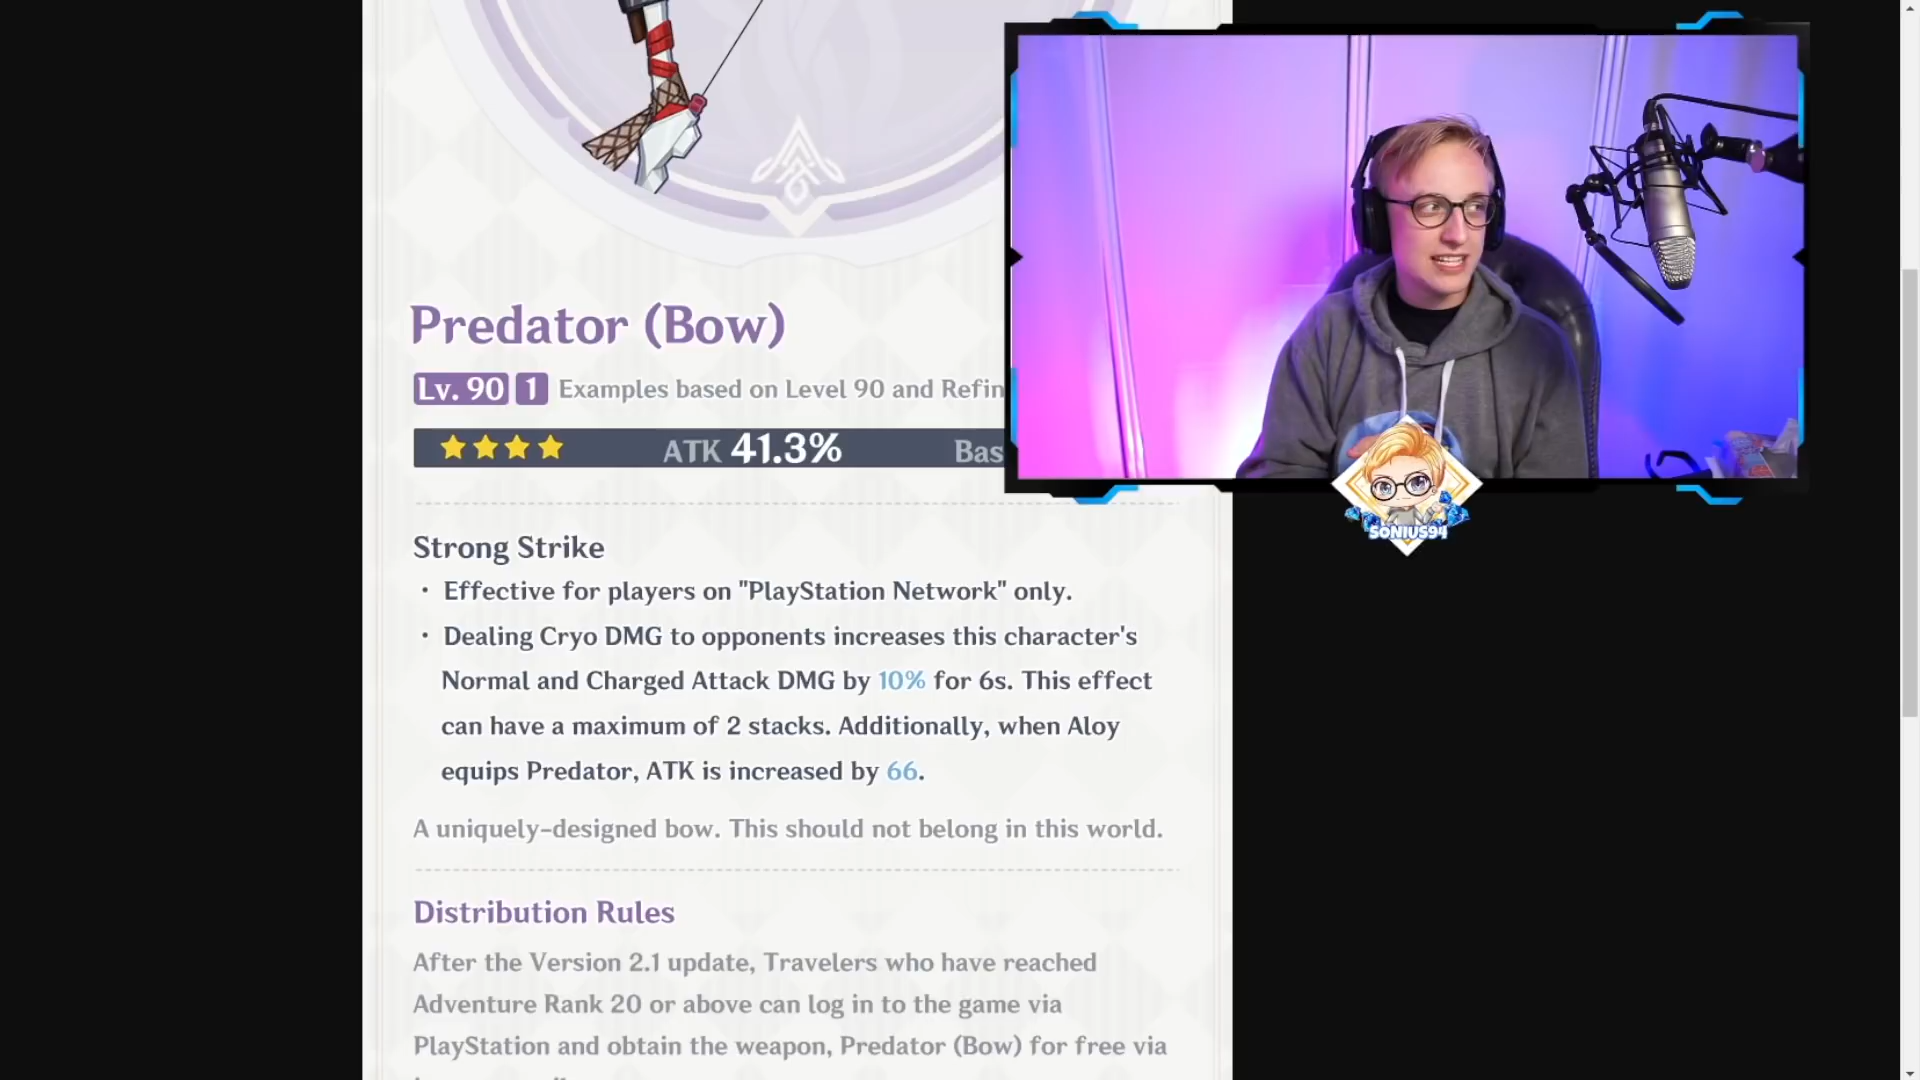 Predator (Bow)
Lv. 90 1 Examples based on Level 90 and Refin
ATK 41.3% Bas
Strong Strike
· Effective for players on "PlayStation Network" only.
· Dealing Cryo DMG to opponents increases this character's
Normal and Charged Attack DMG by 10% for 6s. This effect
can have a maximum of 2 stacks. Additionally, when Aloy
equips Predator, ATK is increased by 66.
A uniquely-designed bow. This should not belong in this world.
Distribution Rules
After the Version 2.1 update, Travelers who have reached
Adventure Rank 20 or above can log in to the game via
PlayStation and obtain the weapon, Predator (Bow) for free via
SONIUS94